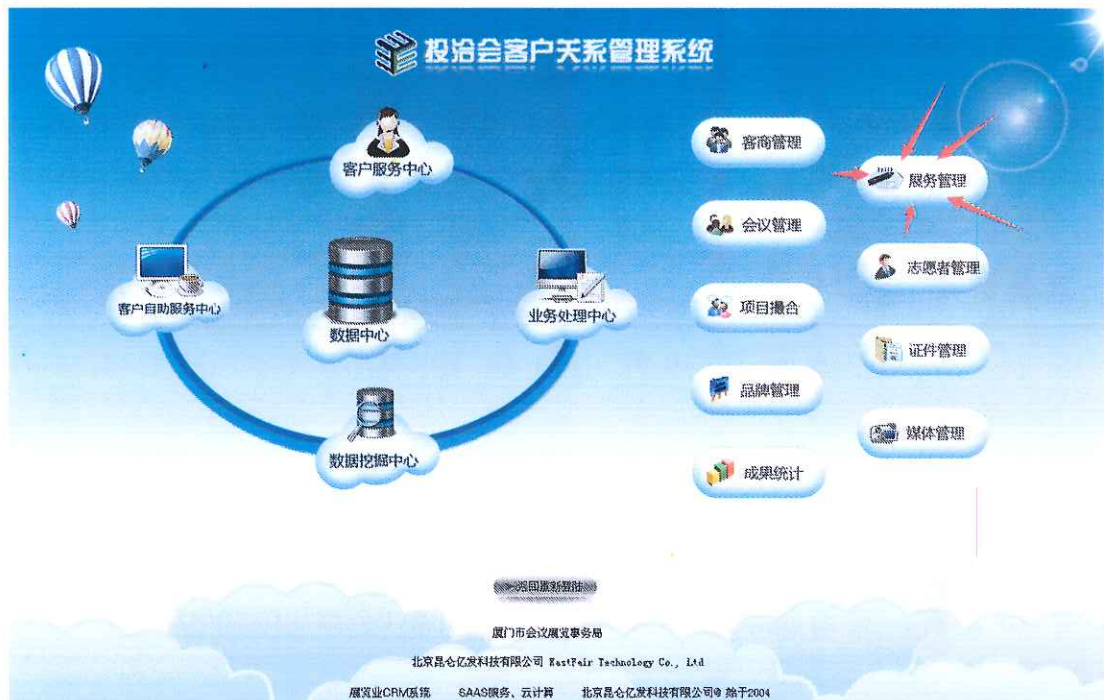 投洽会客户关系管理系统
客户服务中心
客户自助服务中心
数据中心
业务处理中心
数据挖掘中心
客商管理
展务管理
会议管理
志愿者管理
项目撮合
证件管理
品牌管理
媒体管理
成果统计
返回重新登陆
厦门市会议展览事务局
北京昆仑亿发科技有限公司 EastFair Technology Co., Ltd
展览业CRM系统 SAAS服务、云计算 北京昆仑亿发科技有限公司@ 始于2004